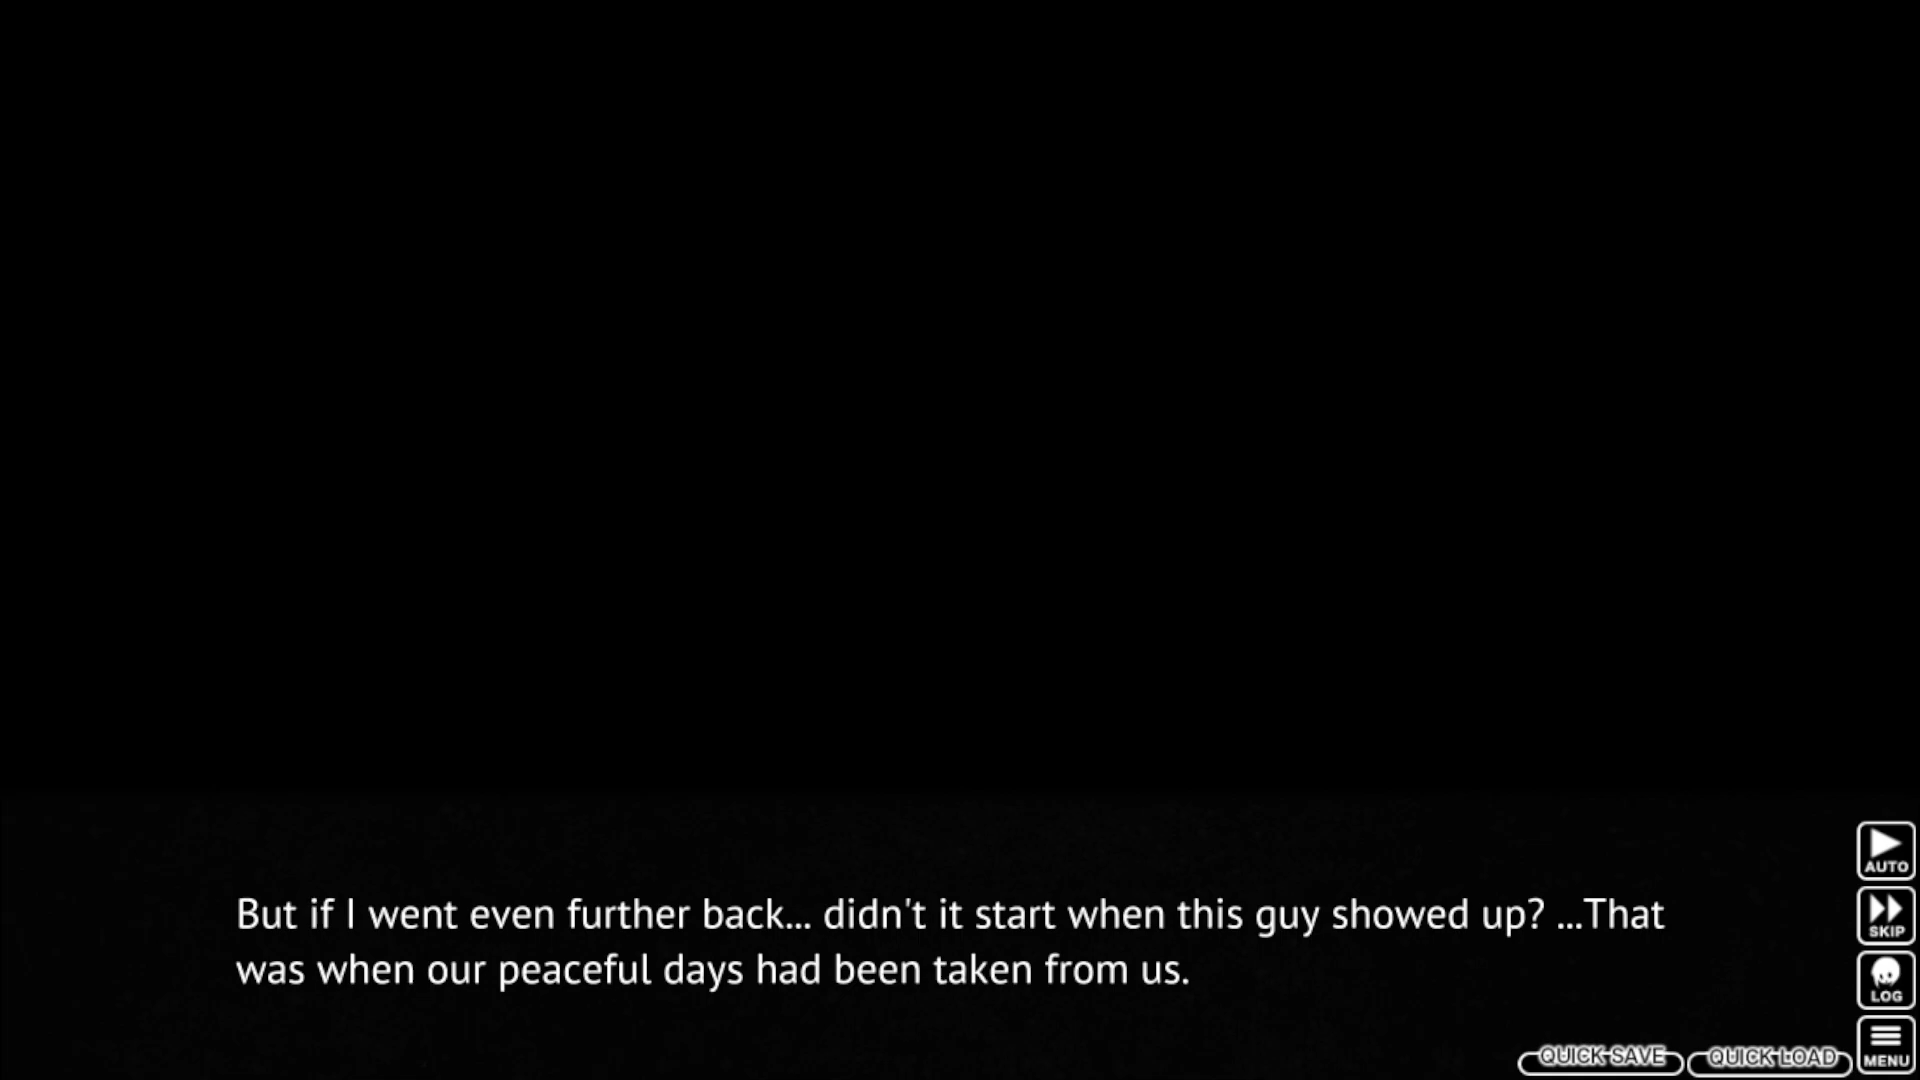 But if I went even further back... didn't it start when this guy showed up? ...That
was when our peaceful days had been taken from us.
AUTO
SKIP
LOG
MENU
QUICK SAVE
QUICK LOAD